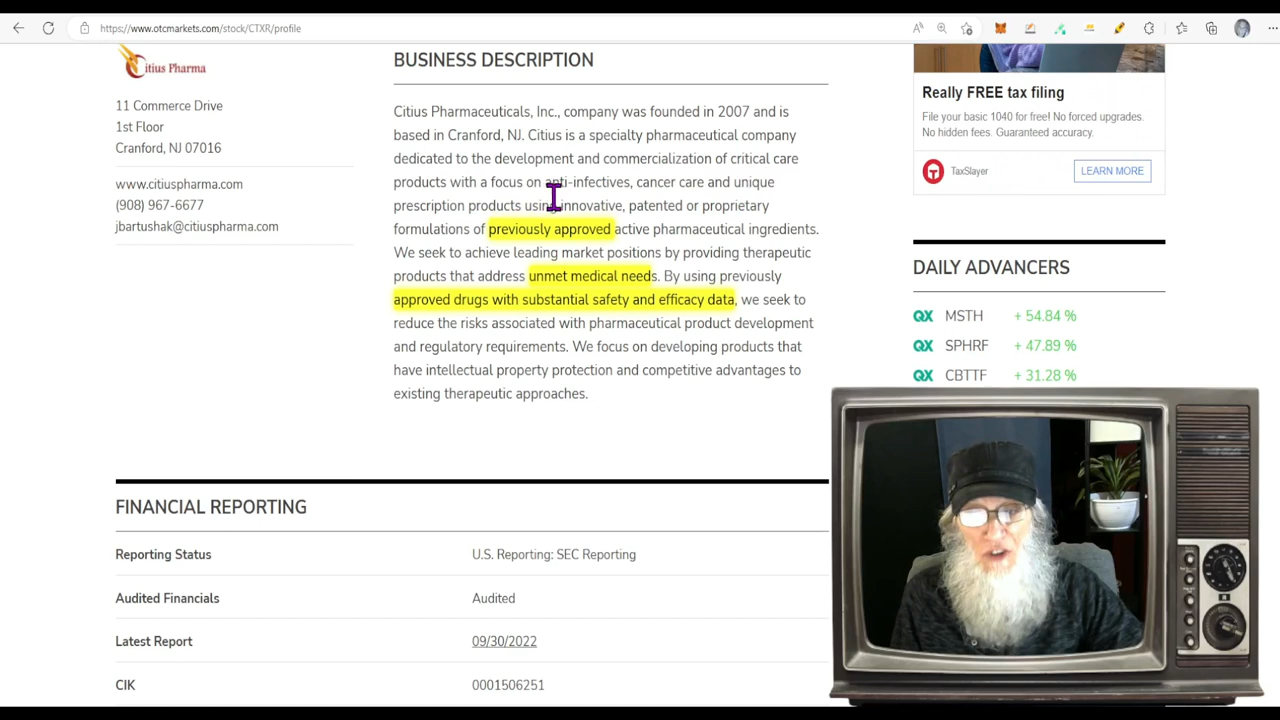 https://www.otcmarkets.com/stock/CTXR/profile
Citius Pharma
11 Commerce Drive
1st Floor
Cranford, NJ 07016
www.citiuspharma.com
(908) 967-6677
jbartushak@citiuspharma.com
BUSINESS DESCRIPTION
Citius Pharmaceuticals, Inc., company was founded in 2007 and is
based in Cranford, NJ. Citius is a specialty pharmaceutical company
dedicated to the development and commercialization of critical care
products with a focus on anti-infectives, cancer care and unique
prescription products using innovative, patented or proprietary
formulations of previously approved active pharmaceutical ingredients.
We seek to achieve leading market positions by providing therapeutic
products that address unmet medical needs. By using previously
approved drugs with substantial safety and efficacy data, we seek to
reduce the risks associated with pharmaceutical product development
and regulatory requirements. We focus on developing products that
have intellectual property protection and competitive advantages to
existing therapeutic approaches.
Really FREE tax filing
File your basic 1040 for free! No forced upgrades.
No hidden fees. Guaranteed accuracy.
TaxSlayer
LEARN MORE
DAILY ADVANCERS
QX MSTH + 54.84 %
QX SPHRF + 47.89 %
QX CBTTF + 31.28 %
FINANCIAL REPORTING
Reporting Status U.S. Reporting: SEC Reporting
Audited Financials Audited
Latest Report 09/30/2022
CIK 0001506251